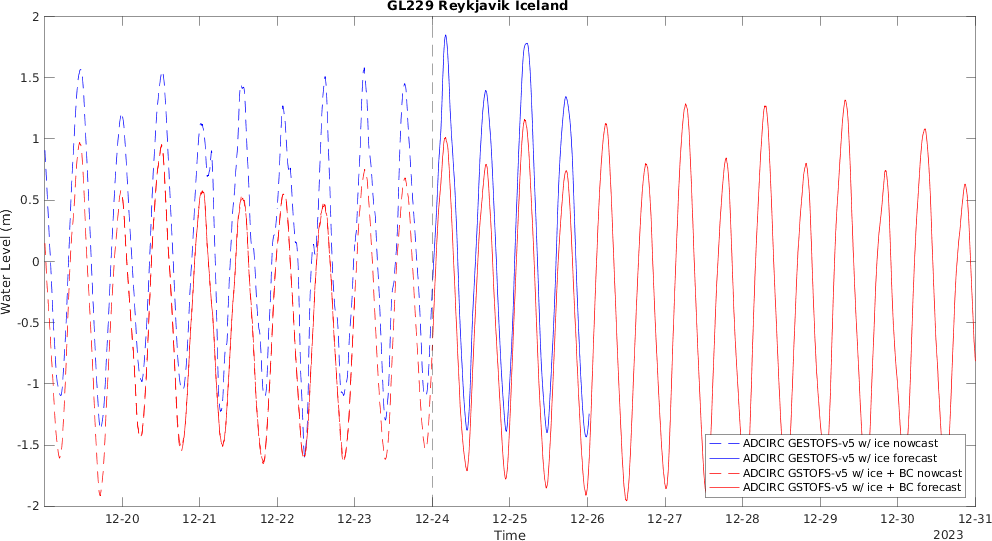 GL229 Reykjavik Iceland
2
1.5
1
0.5
0
-0.5
-1
-1.5
-2
Water Level (m)
ADCIRC GESTOFS-v5 w/ ice nowcast
ADCIRC GESTOFS-v5 w/ ice forecast
ADCIRC GSTOFS-v5 w/ ice + BC nowcast
ADCIRC GSTOFS-v5 w/ ice + BC forecast
12-20 12-21 12-22 12-23 12-24 12-25 12-26 12-27 12-28 12-29 12-30 12-31
Time
2023